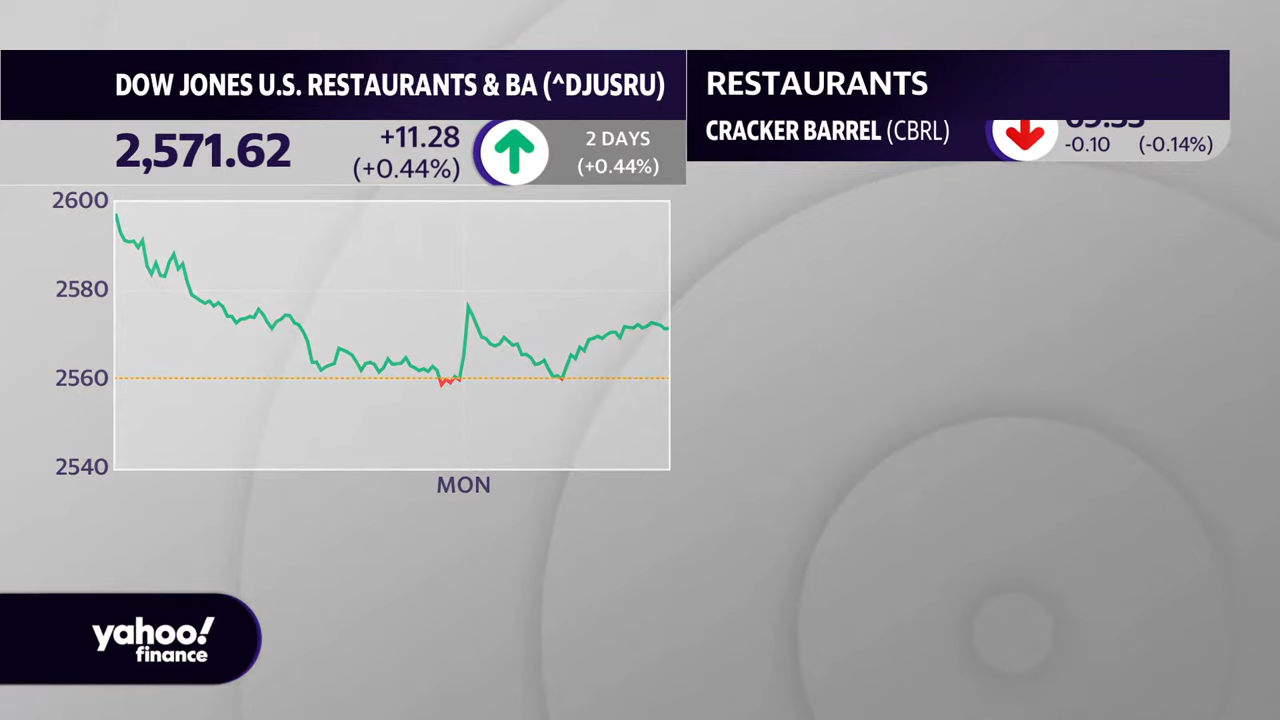 DOW JONES U.S. RESTAURANTS & BA (^DJUSRU)
2,571.62
+11.28
(+0.44%)
2 DAYS
(+0.44%)
2600
2580
2560
2540
MON
RESTAURANTS
CRACKER BARREL (CBRL)
-0.10 (-0.14%)
yahoo!
finance